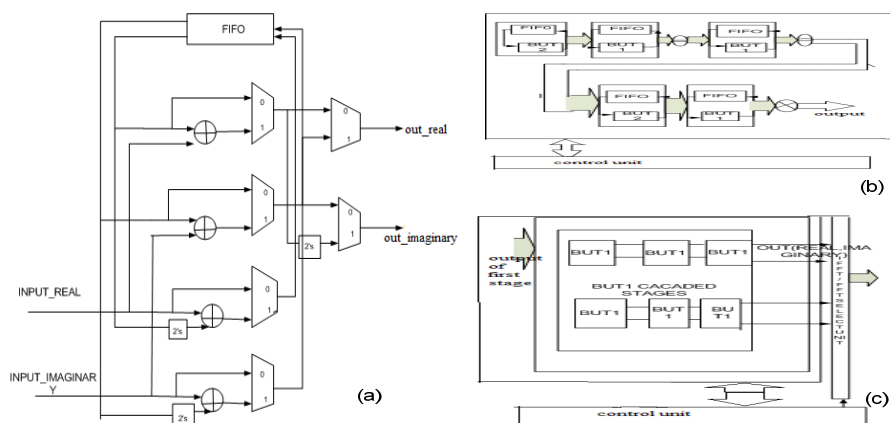 FIFO
0
1
0
1
out_real
0
1
0
1
2's
out_imaginary
INPUT_REAL
0
1
2's
INPUT_IMAGINAR
Y
0
1
2's
(a)
FIFO
BUT
2
FIFO
BUT
1
FIFO
BUT
1
FIFO
BUT
2
FIFO
BUT
1
output
control unit
(b)
output
of
first
stage
BUT1
BUT1
BUT1
OUT(REAL,IMA
GINARY)
BUT1 CACADED
STAGES
BUT1
BUT
1
BUT
BUT1
control unit
(c)